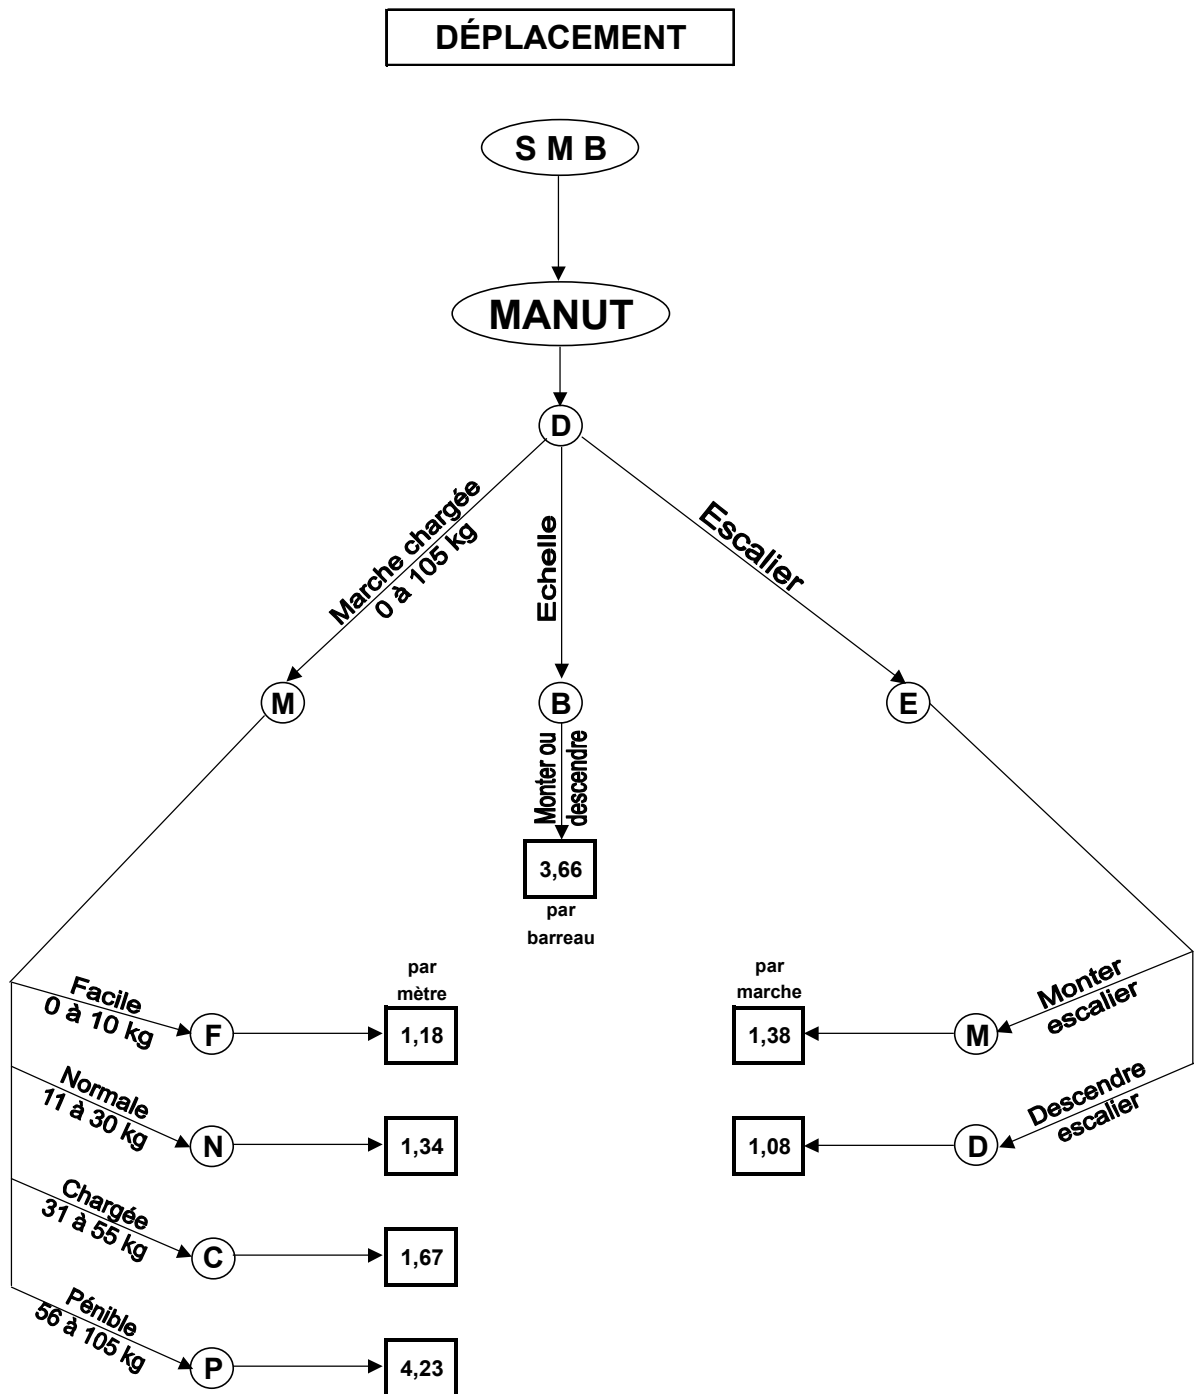 DÉPLACEMENT
S M B
MANUT
D
Marche chargée
0 à 105 kg
Echelle
Escalier
M
B
E
Monter ou
descendre
3,66
par
barreau
Facile
0 à 10 kg
F
par
mètre
1,18
par
marche
1,38
M
Monter
escalier
Normale
11 à 30 kg
N
1,34
1,08
D
Descendre
escalier
Chargée
31 à 55 kg
C
1,67
Pénible
56 à 105 kg
P
4,23